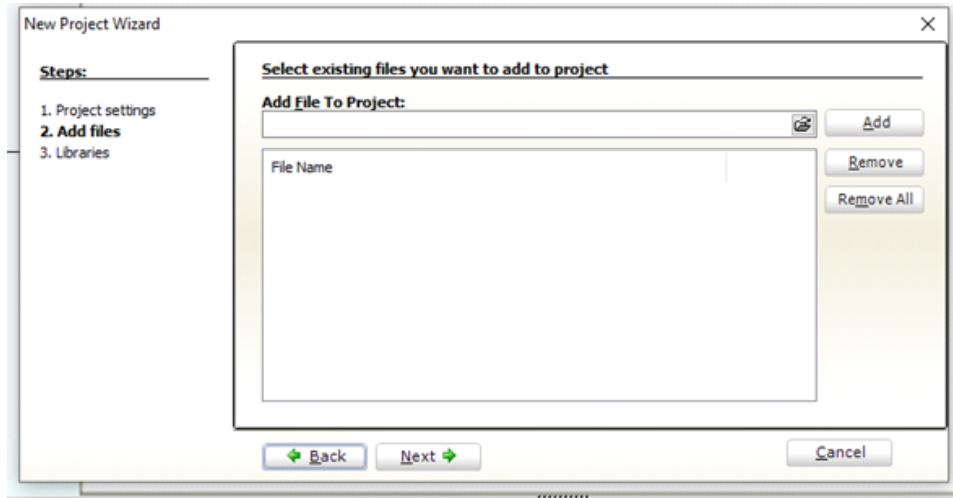 New Project Wizard
Steps:
1. Project settings
2. Add files
3. Libraries
Select existing files you want to add to project
Add File To Project:
Add
File Name
Remove
Remove All
Back
Next
Cancel